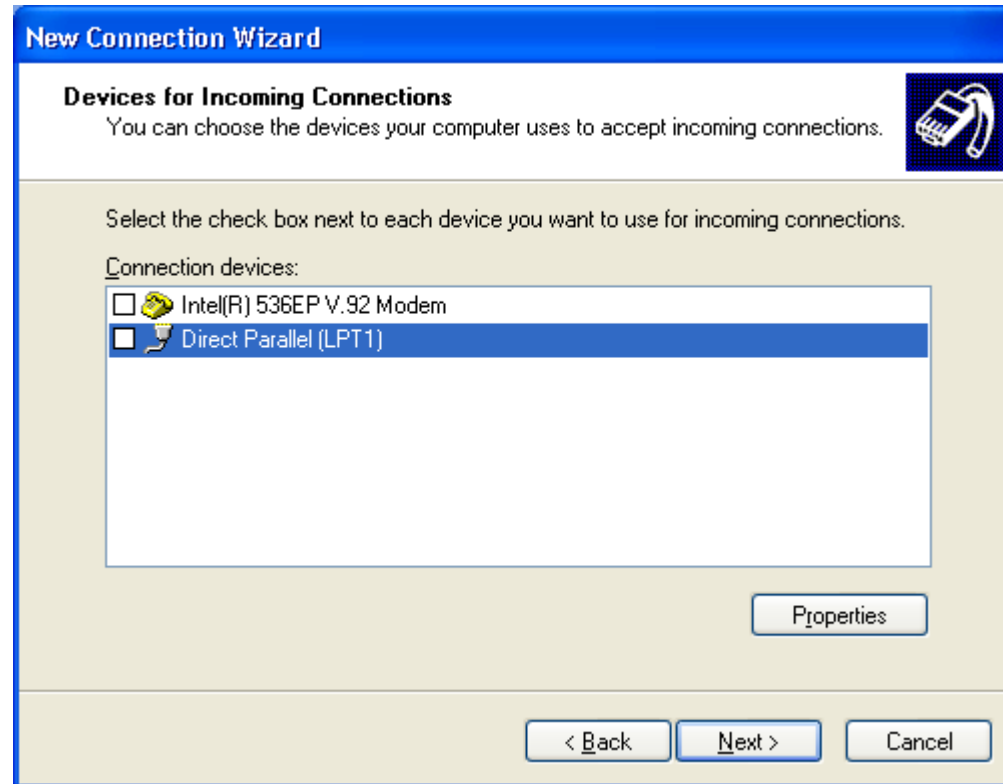 New Connection Wizard
Devices for Incoming Connections
You can choose the devices your computer uses to accept incoming connections.
Select the check box next to each device you want to use for incoming connections.
Connection devices:
Intel(R) 536EP V.92 Modem
Direct Parallel (LPT1)
Properties
< Back Next > Cancel